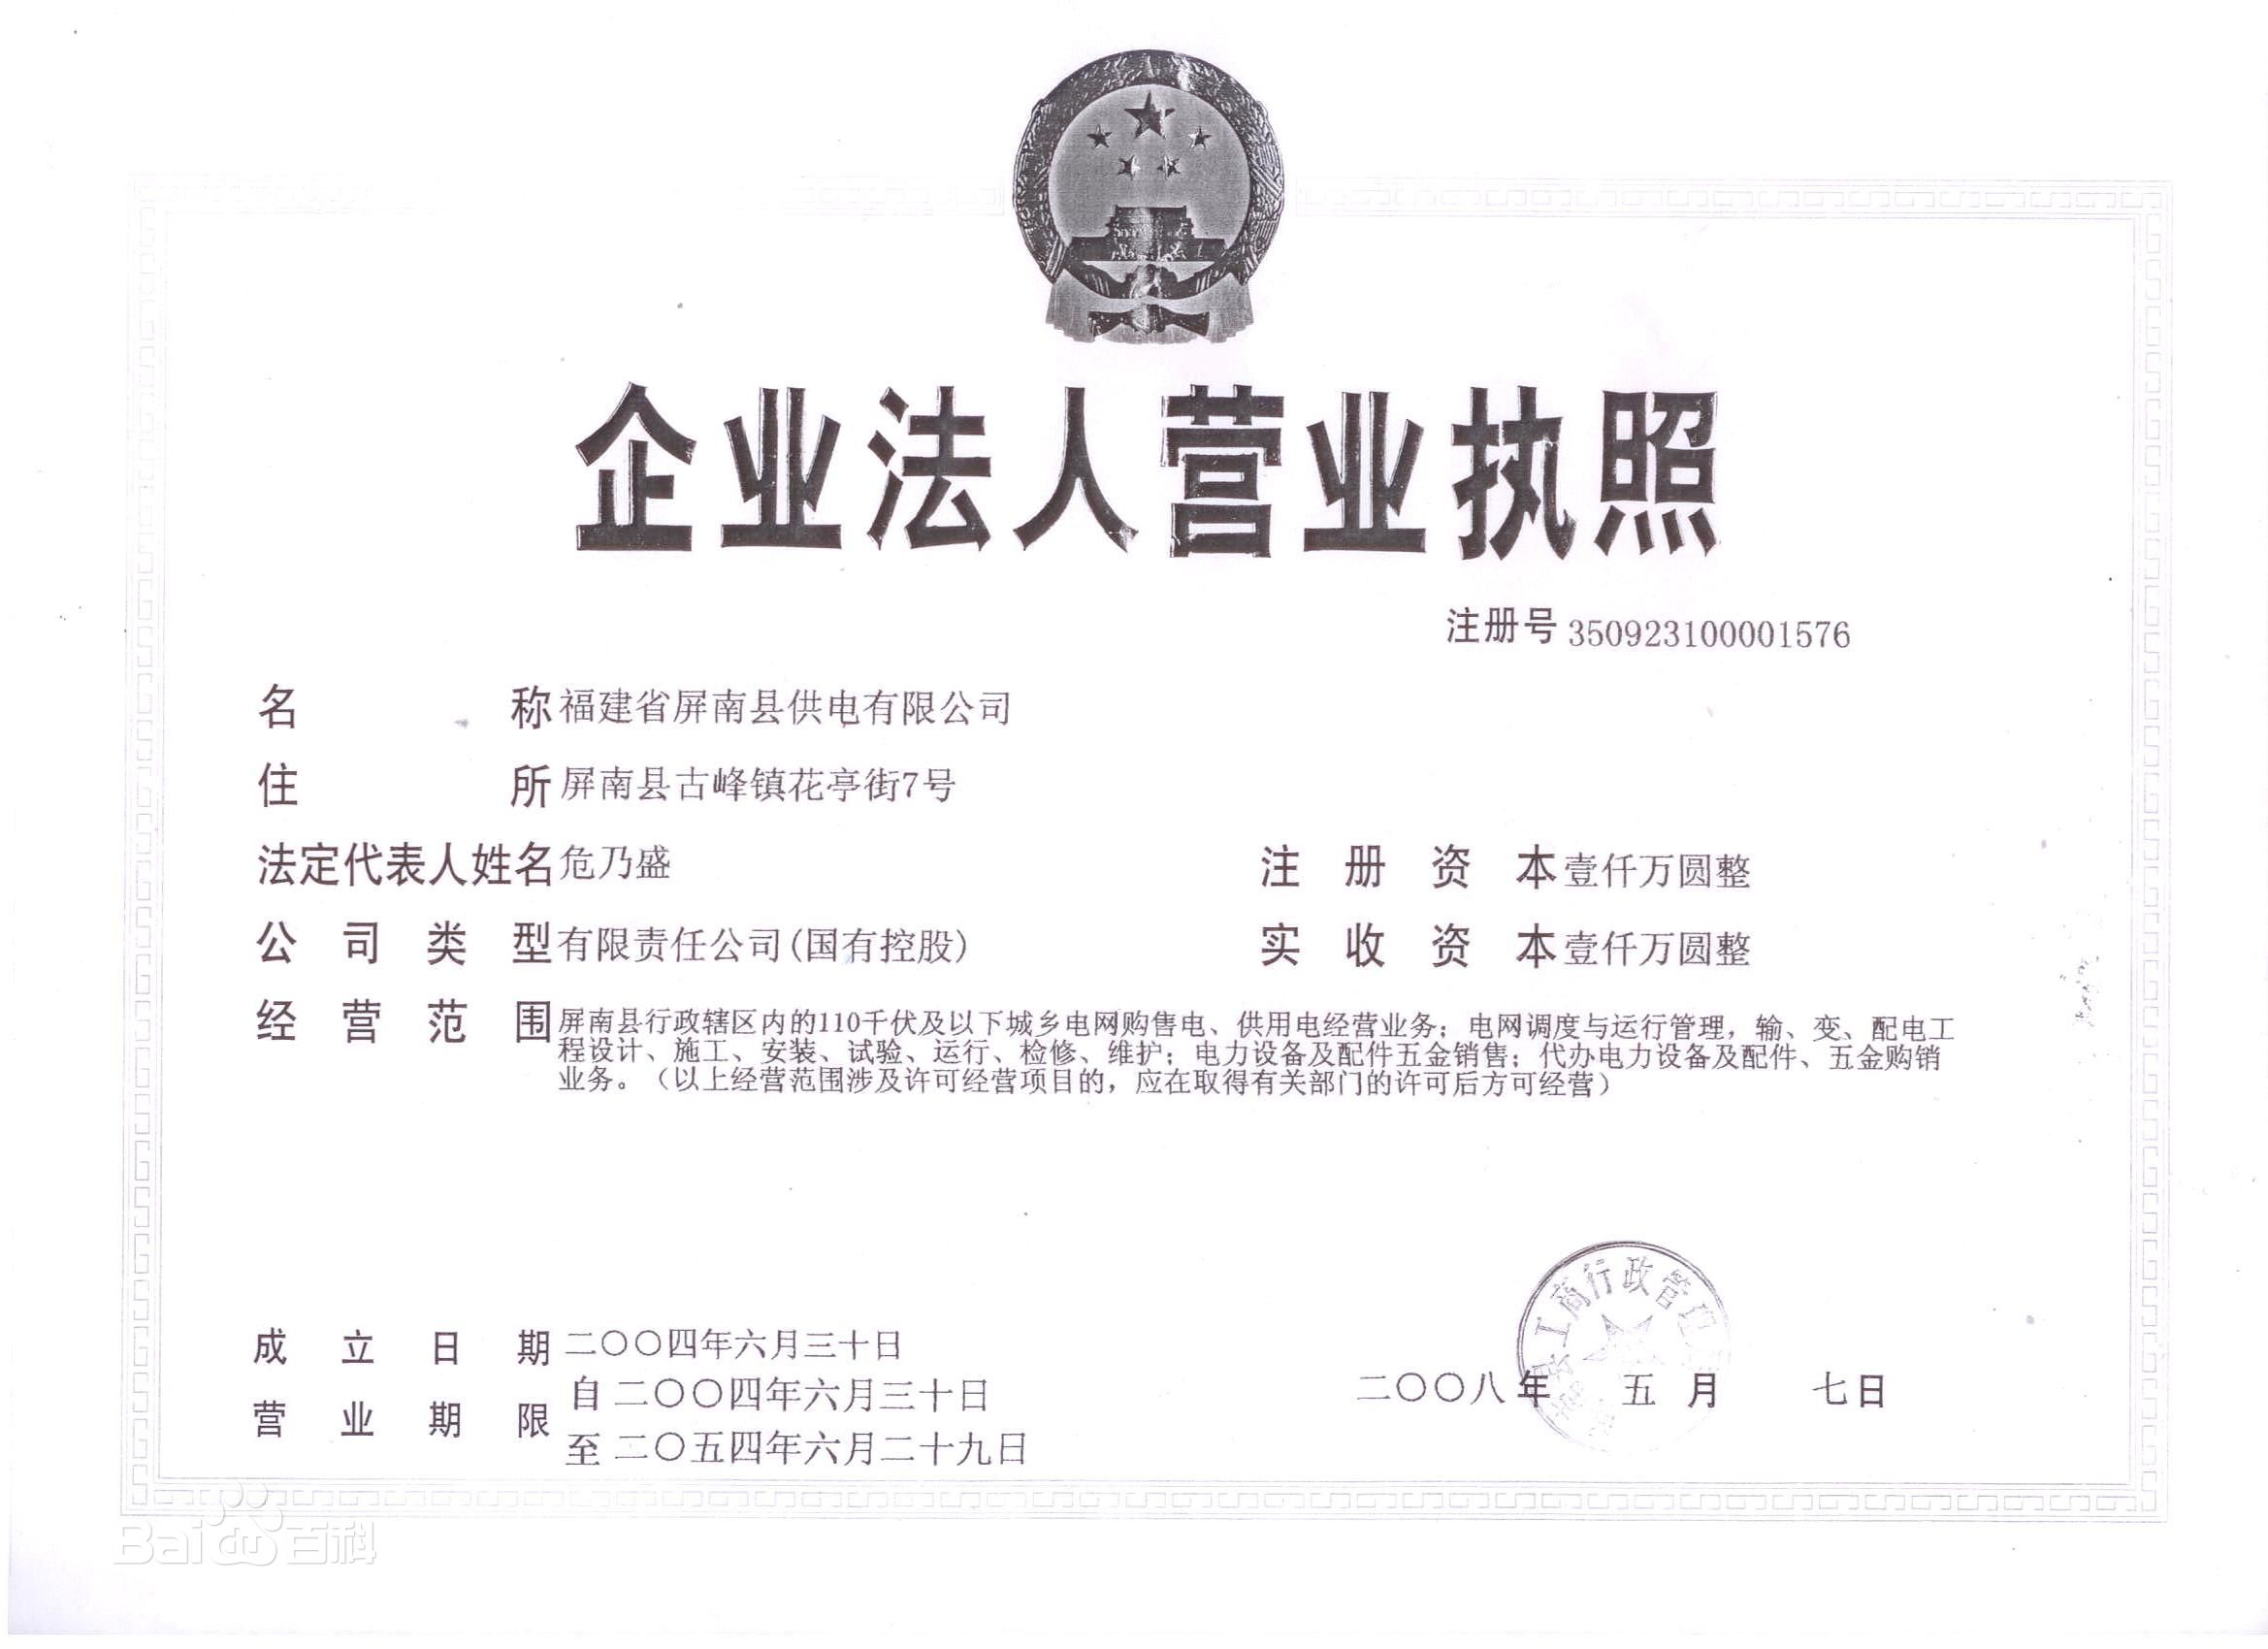 企业法人营业执照
注册号 350923100001576
名称 福建省屏南县供电有限公司
住所 屏南县古峰镇花亭街7号
法定代表人姓名 危乃盛 注册资本 壹仟万圆整
公司类型 有限责任公司(国有控股) 实收资本 壹仟万圆整
经营范围 屏南县行政辖区内的110千伏及以下城乡电网购售电、供用电经营业务；电网调度与运行管理，输、变、配电工
程设计、施工、安装、试验、运行、检修、维护；电力设备及配件五金销售；代办电力设备及配件、五金购销
业务。（以上经营范围涉及许可经营项目的，应在取得有关部门的许可后方可经营）
工商行政管理
成立日期 二〇〇四年六月三十日
营业期限 自 二〇〇四年六月三十日
至 二〇五四年六月二十九日
二〇〇八年 五月 七日
Bai 百科